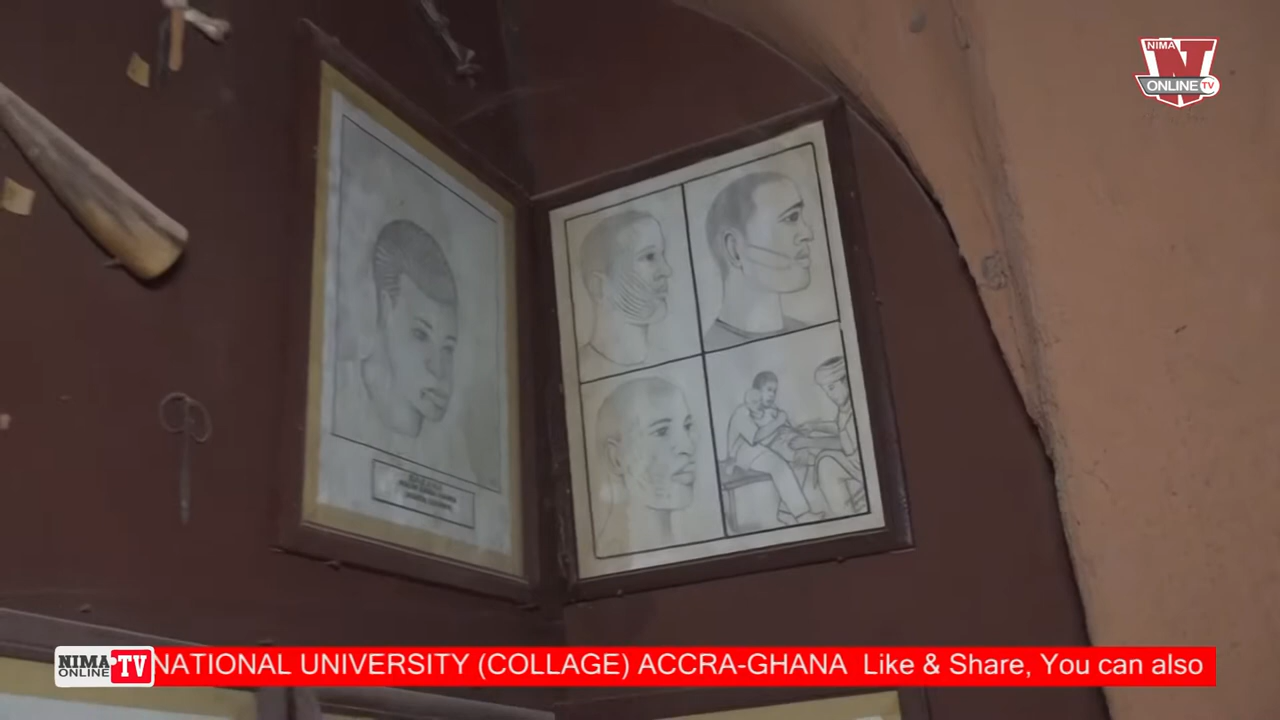 NIMA
N
ONLINE TV
NIMA
ONLINE
TV
NATIONAL UNIVERSITY (COLLAGE) ACCRA-GHANA Like & Share, You can also